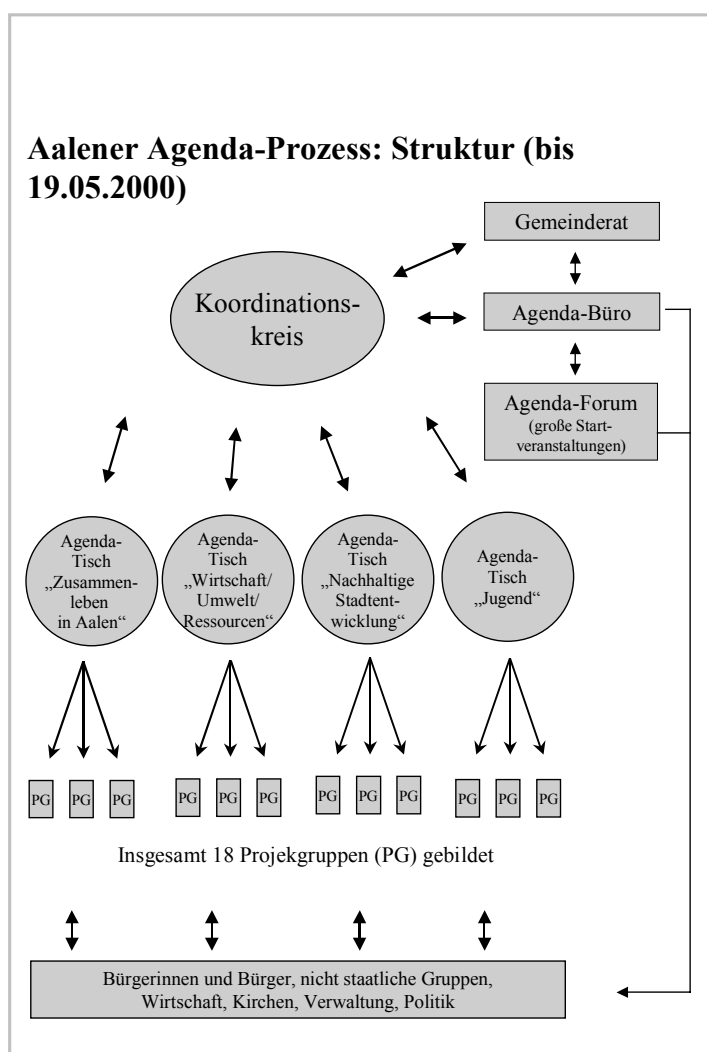 Aalener Agenda-Prozess: Struktur (bis
19.05.2000)
Gemeinderat
Koordinations-
kreis
Agenda-Büro
Agenda-Forum
(große Start-
veranstaltungen)
Agenda-
Tisch
„Zusammen-
leben
in Aalen“
Agenda-
Tisch
„Wirtschaft/
Umwelt/
Ressourcen“
Agenda-
Tisch
„Nachhaltige
Stadtent-
wicklung“
Agenda-
Tisch
„Jugend“
PG PG PG PG PG PG PG PG PG PG PG PG
Insgesamt 18 Projekgruppen (PG) gebildet
Bürgerinnen und Bürger, nicht staatliche Gruppen,
Wirtschaft, Kirchen, Verwaltung, Politik